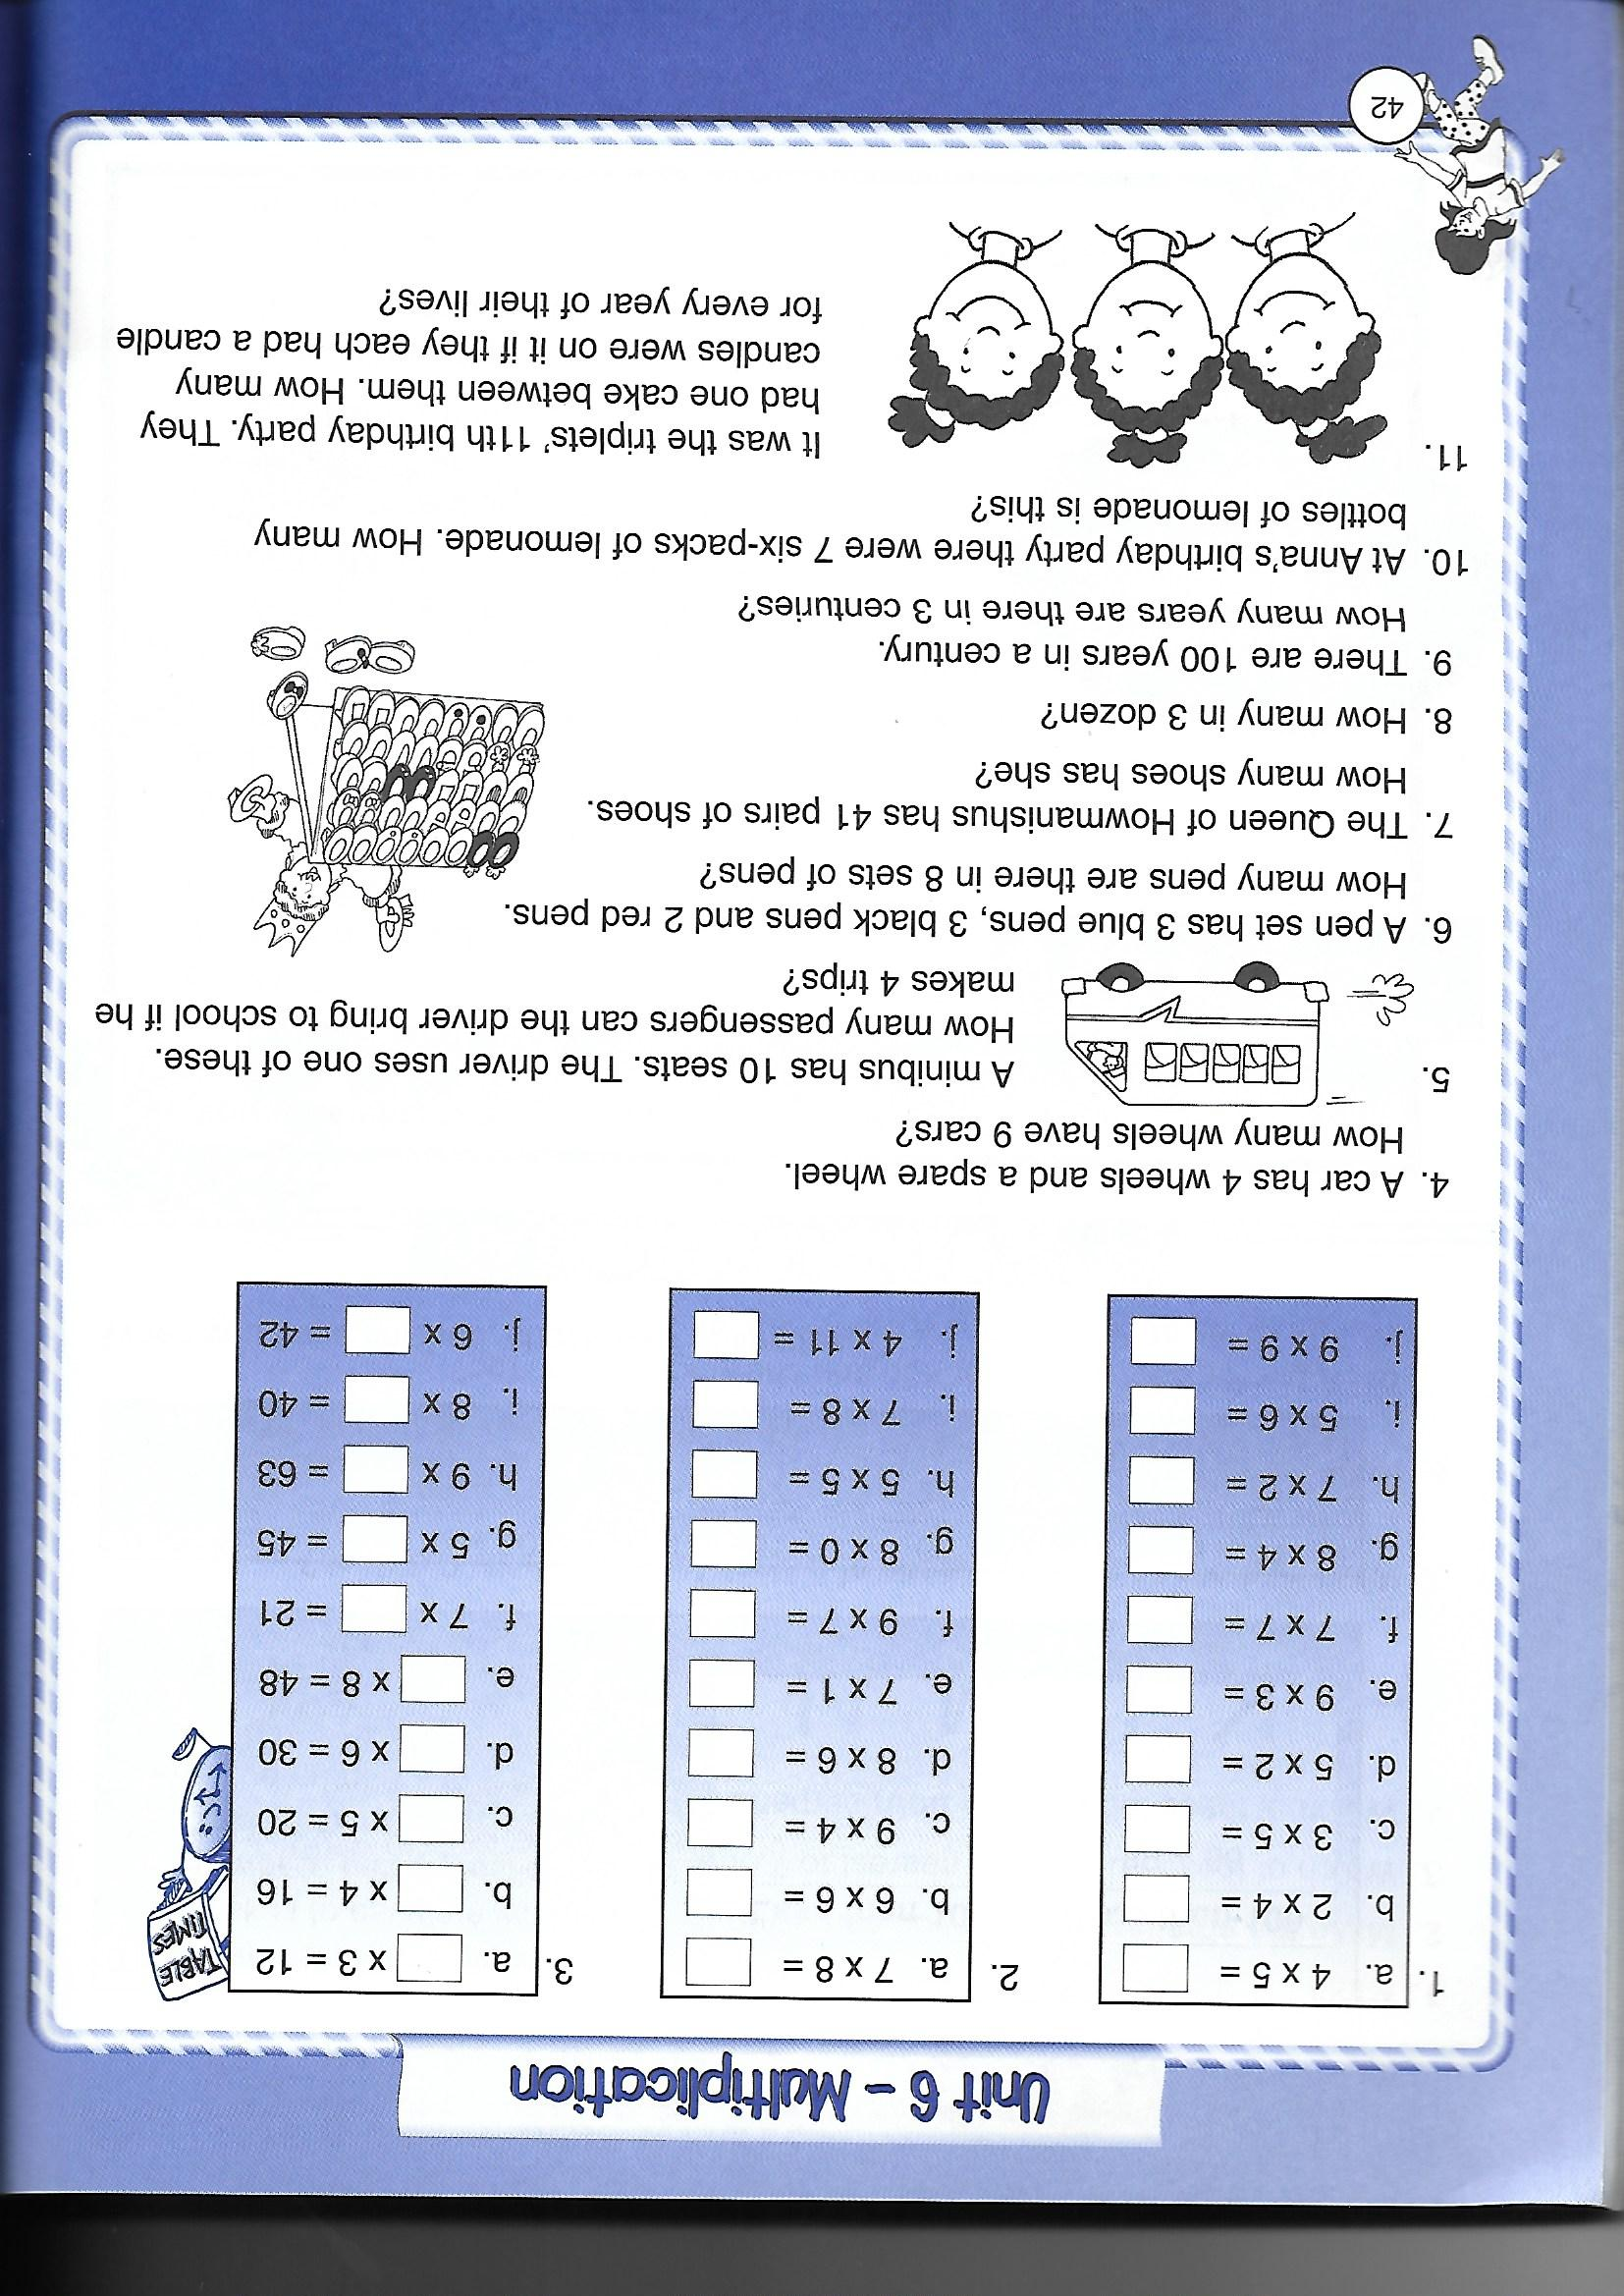 Unit 6 – Multiplication
1. a. 4 x 5 =
b. 2 x 4 =
c. 3 x 5 =
d. 5 x 2 =
e. 9 x 3 =
f. 7 x 7 =
g. 8 x 4 =
h. 7 x 2 =
i. 5 x 6 =
j. 9 x 9 =
2. a. 7 x 8 =
b. 6 x 6 =
c. 9 x 4 =
d. 8 x 6 =
e. 7 x 1 =
f. 9 x 7 =
g. 8 x 0 =
h. 5 x 5 =
i. 7 x 8 =
j. 4 x 11 =
3. a. x 3 = 12
b. x 4 = 16
c. x 5 = 20
d. x 6 = 30
e. x 8 = 48
f. 7 x = 21
g. 5 x = 45
h. 9 x = 63
i. 8 x = 40
j. 6 x = 42
TABLE
TIMES
4. A car has 4 wheels and a spare wheel.
How many wheels have 9 cars?
5. A minibus has 10 seats. The driver uses one of these.
How many passengers can the driver bring to school if he
makes 4 trips?
6. A pen set has 3 blue pens, 3 black pens and 2 red pens.
How many pens are there in 8 sets of pens?
7. The Queen of Howmanishus has 41 pairs of shoes.
How many shoes has she?
8. How many in 3 dozen?
9. There are 100 years in a century.
How many years are there in 3 centuries?
10. At Anna's birthday party there were 7 six-packs of lemonade. How many
bottles of lemonade is this?
11. It was the triplets' 11th birthday party. They
had one cake between them. How many
candles were on it if they each had a candle
for every year of their lives?
42